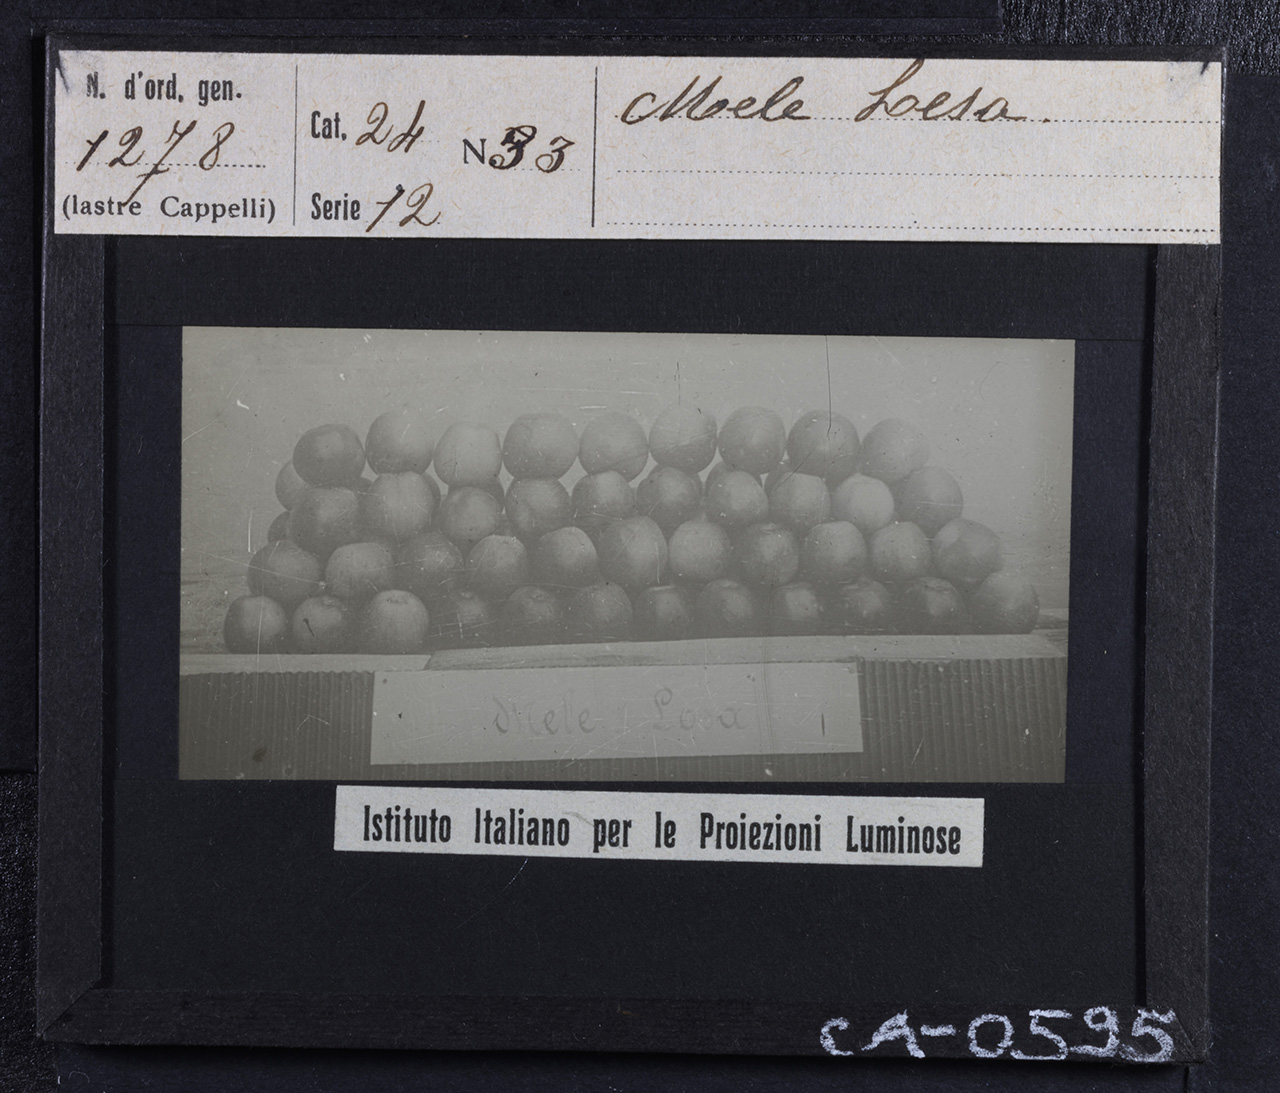 N. d'ord. gen.
1278
(lastre Cappelli)
Cat. 24 N 33
Serie 12
Mele Losa.
Mele Losa
Istituto Italiano per le Proiezioni Luminose
CA-0595